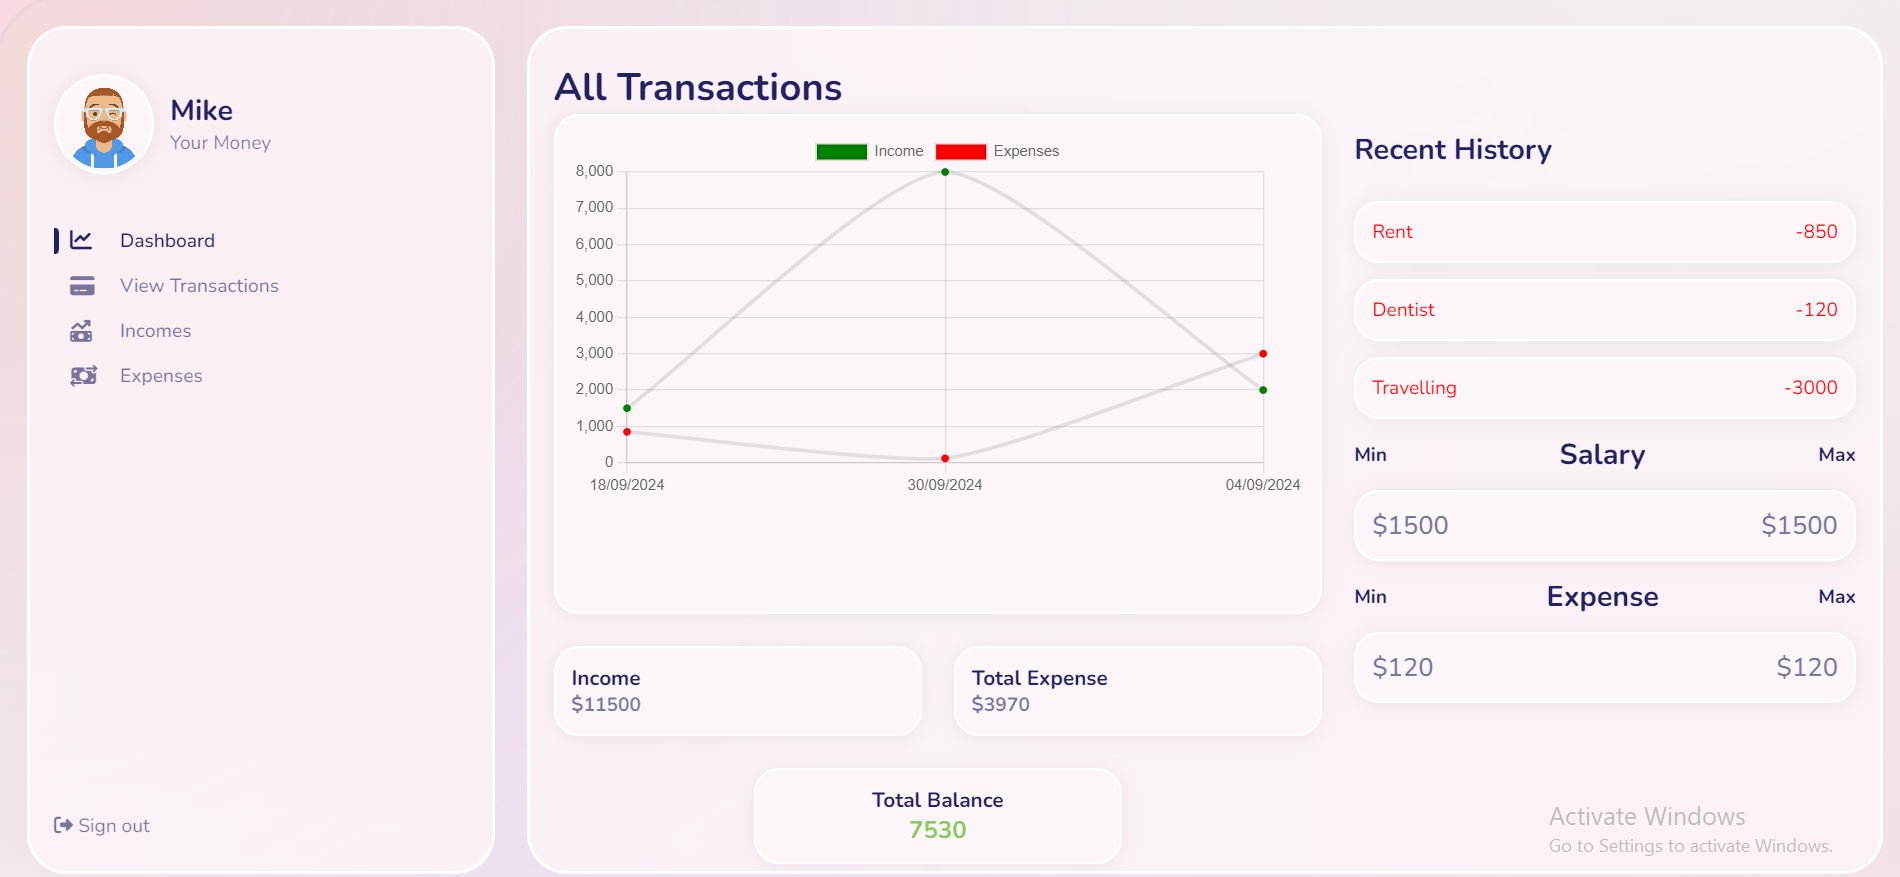 Mike
Your Money
Dashboard
View Transactions
Incomes
Expenses
Sign out
All Transactions
Income Expenses
8,000
7,000
6,000
5,000
4,000
3,000
2,000
1,000
0
18/09/2024 30/09/2024 04/09/2024
Income
$11500
Total Expense
$3970
Total Balance
7530
Recent History
Rent -850
Dentist -120
Travelling -3000
Min Salary Max
$1500 $1500
Min Expense Max
$120 $120
Activate Windows
Go to Settings to activate Windows.